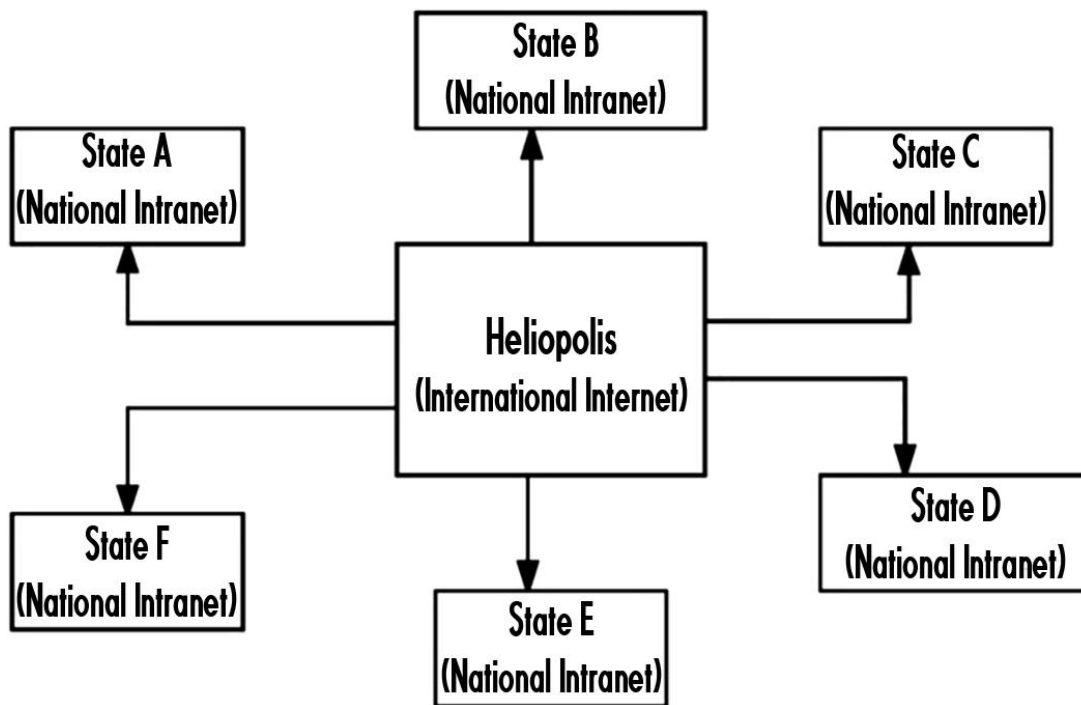 State B
(National Intranet)
State A
(National Intranet)
State C
(National Intranet)
Heliopolis
(International Internet)
State F
(National Intranet)
State D
(National Intranet)
State E
(National Intranet)